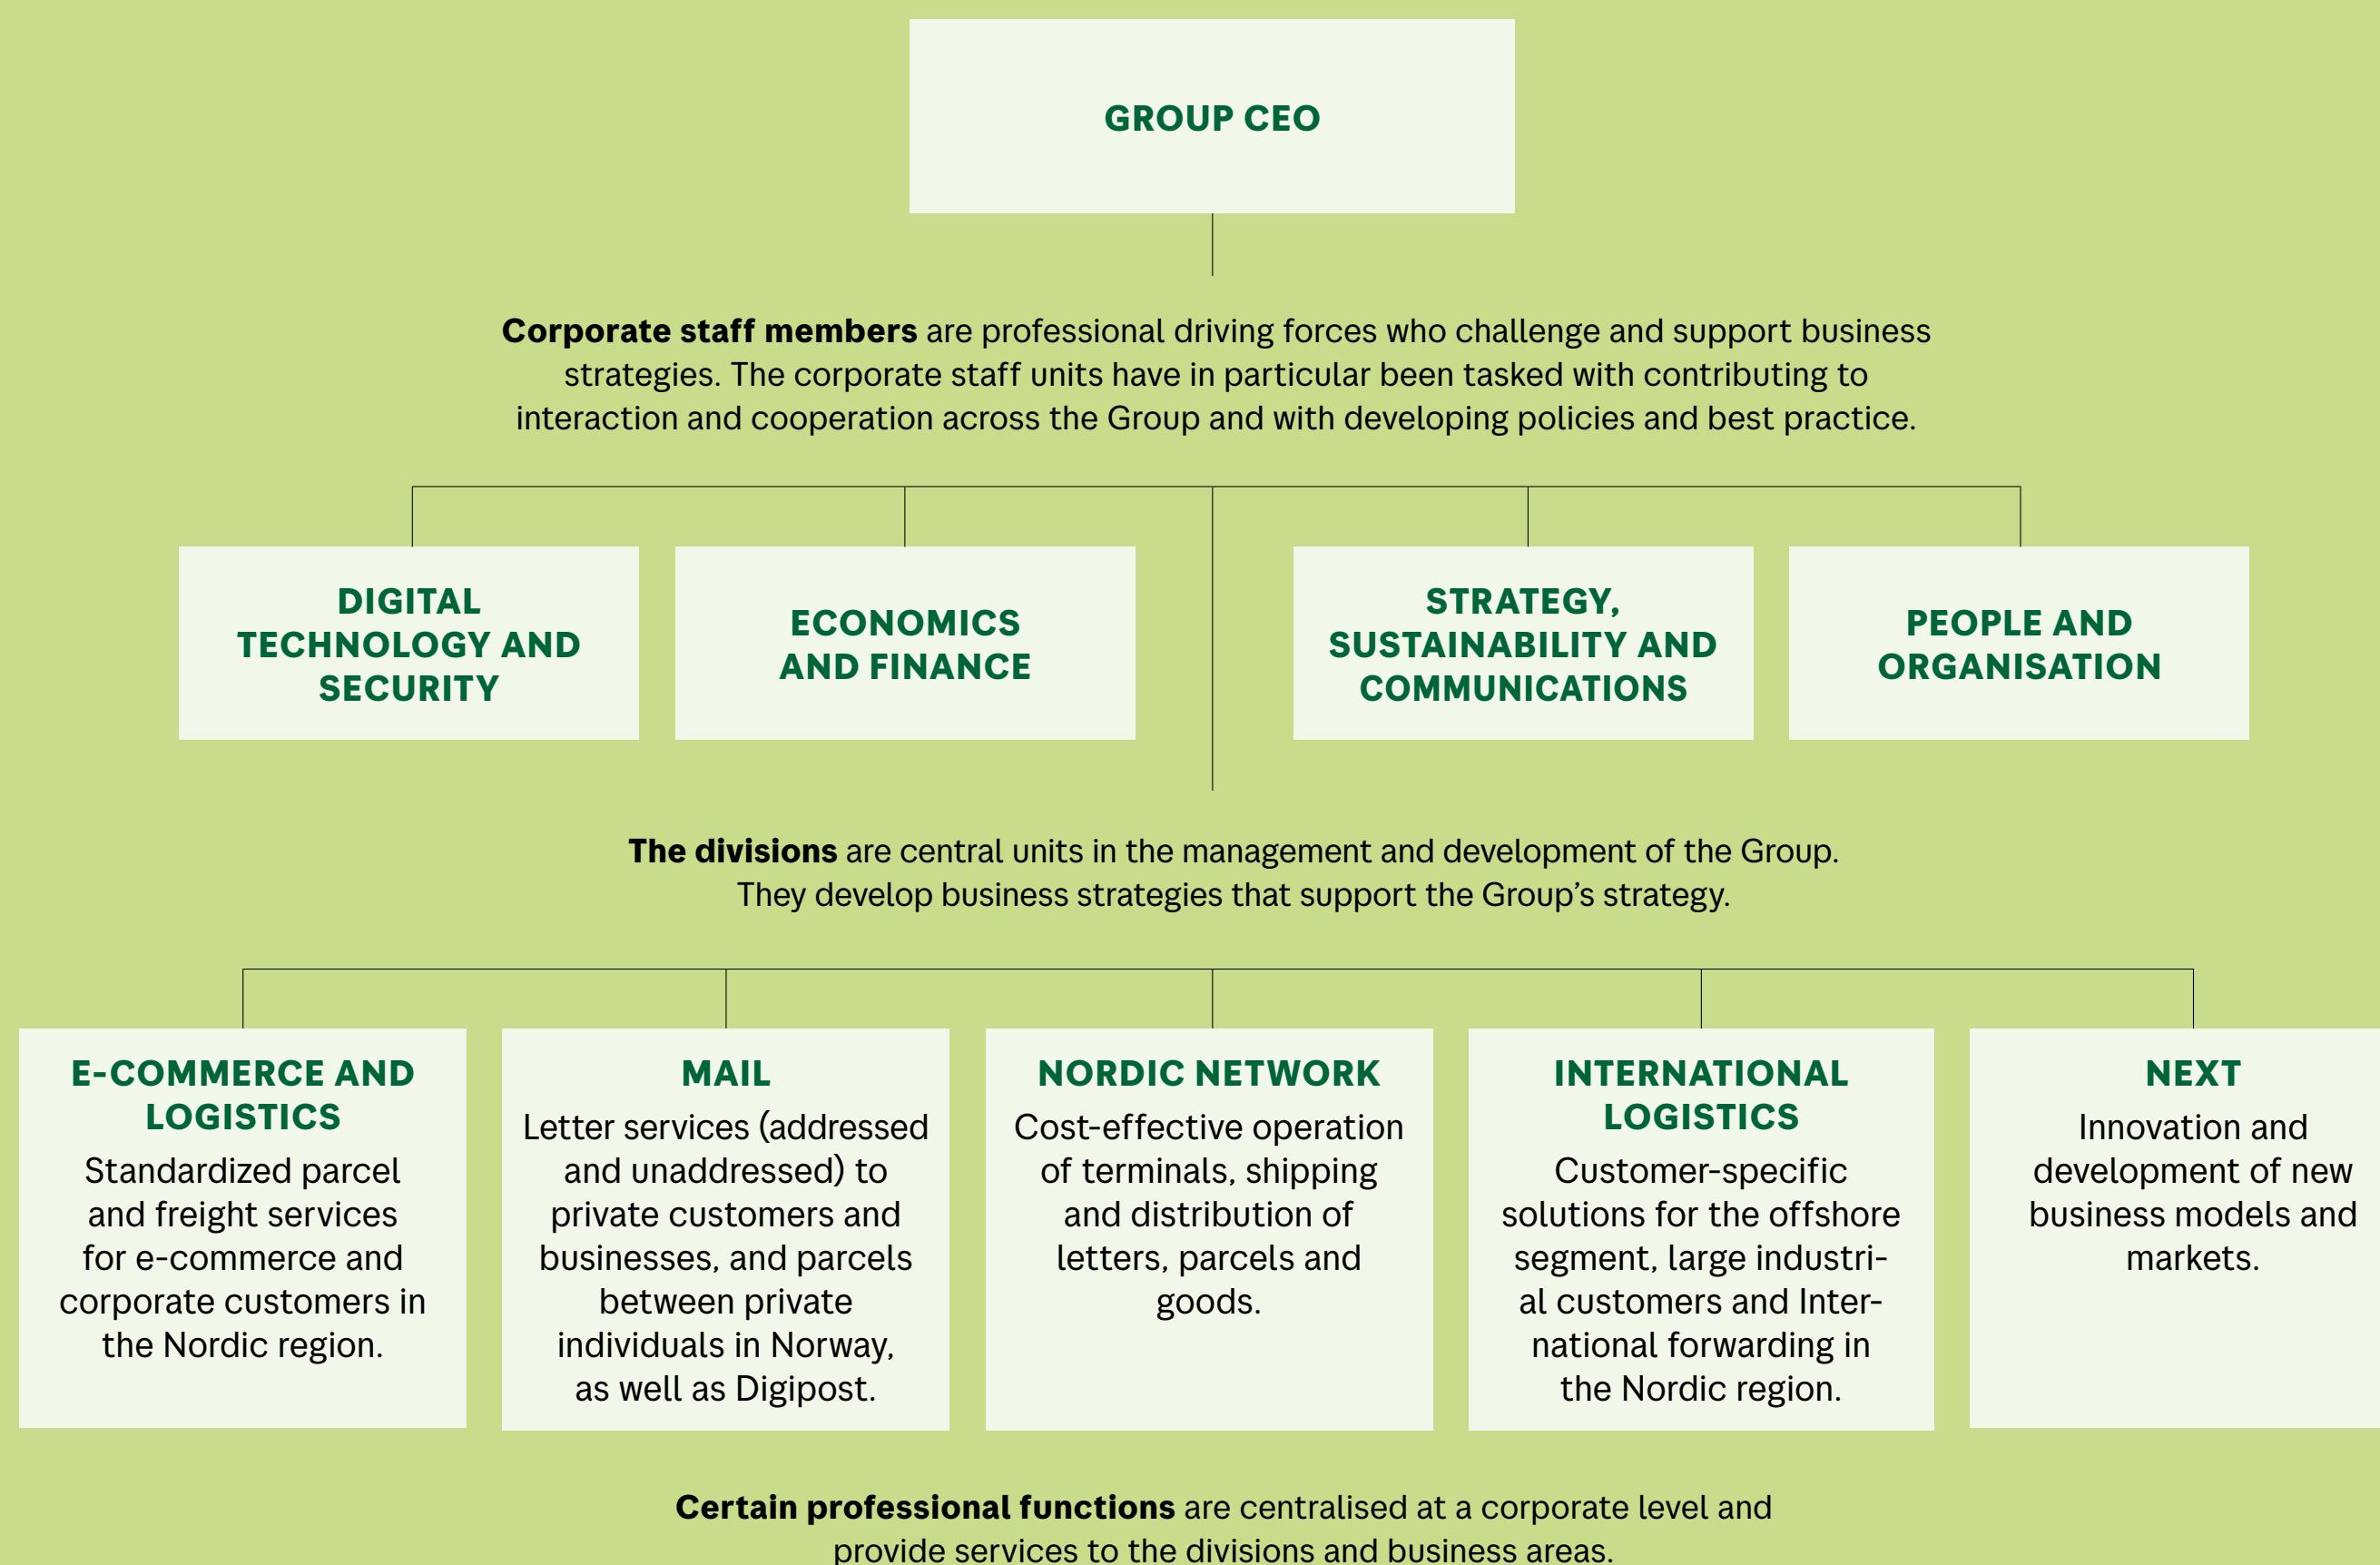 GROUP CEO
Corporate staff members are professional driving forces who challenge and support business
strategies. The corporate staff units have in particular been tasked with contributing to
interaction and cooperation across the Group and with developing policies and best practice.
DIGITAL
TECHNOLOGY AND
SECURITY
ECONOMICS
AND FINANCE
STRATEGY,
SUSTAINABILITY AND
COMMUNICATIONS
PEOPLE AND
ORGANISATION
The divisions are central units in the management and development of the Group.
They develop business strategies that support the Group’s strategy.
E-COMMERCE AND
LOGISTICS
Standardized parcel
and freight services
for e-commerce and
corporate customers in
the Nordic region.
MAIL
Letter services (addressed
and unaddressed) to
private customers and
businesses, and parcels
between private
individuals in Norway,
as well as Digipost.
NORDIC NETWORK
Cost-effective operation
of terminals, shipping
and distribution of
letters, parcels and
goods.
INTERNATIONAL
LOGISTICS
Customer-specific
solutions for the offshore
segment, large industri-
al customers and Inter-
national forwarding in
the Nordic region.
NEXT
Innovation and
development of new
business models and
markets.
Certain professional functions are centralised at a corporate level and
provide services to the divisions and business areas.